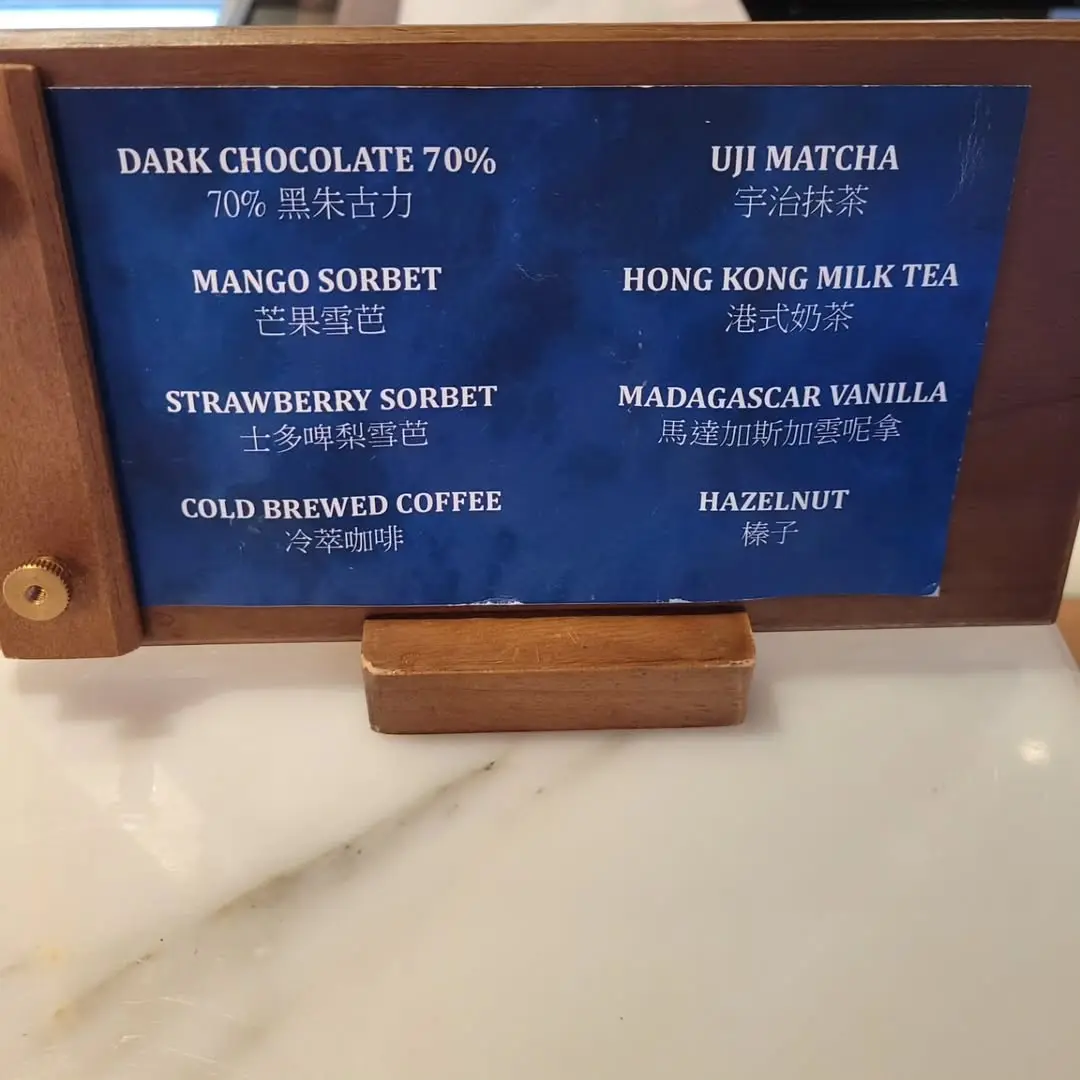 DARK CHOCOLATE 70%
70% 黑朱古力
MANGO SORBET
芒果雪芭
STRAWBERRY SORBET
士多啤梨雪芭
COLD BREWED COFFEE
冷萃咖啡
UJI MATCHA
宇治抹茶
HONG KONG MILK TEA
港式奶茶
MADAGASCAR VANILLA
馬達加斯加雲呢拿
HAZELNUT
榛子